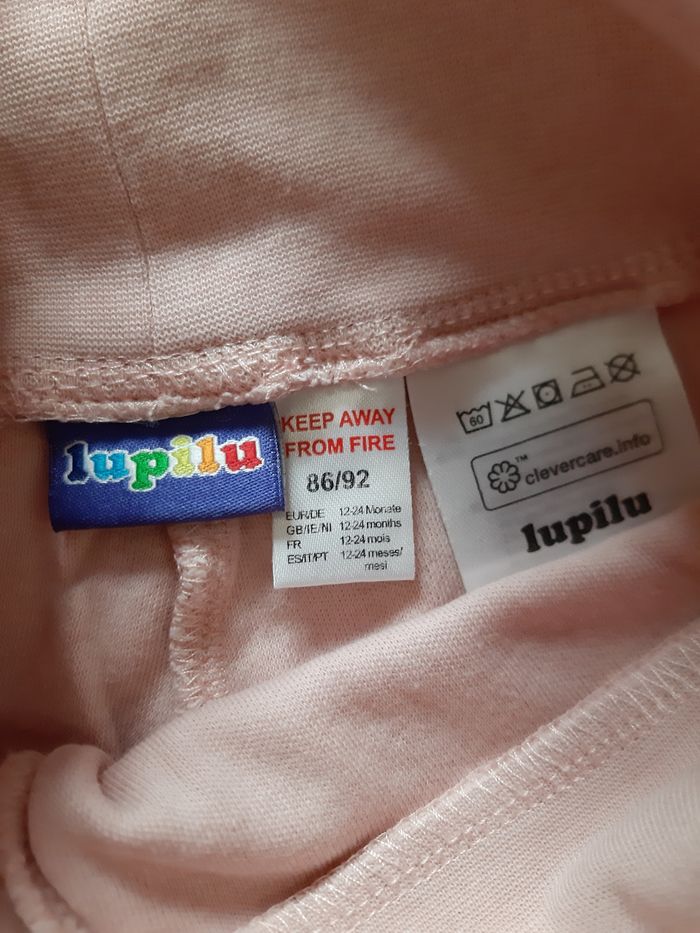 lupilu
KEEP AWAY
FROM FIRE
86/92
EUR/DE 12-24 Monate
GB/IE/NI 12-24 months
FR 12-24 mois
ES/IT/PT 12-24 meses/
mesi
60
clevercare.info
TM
lupilu